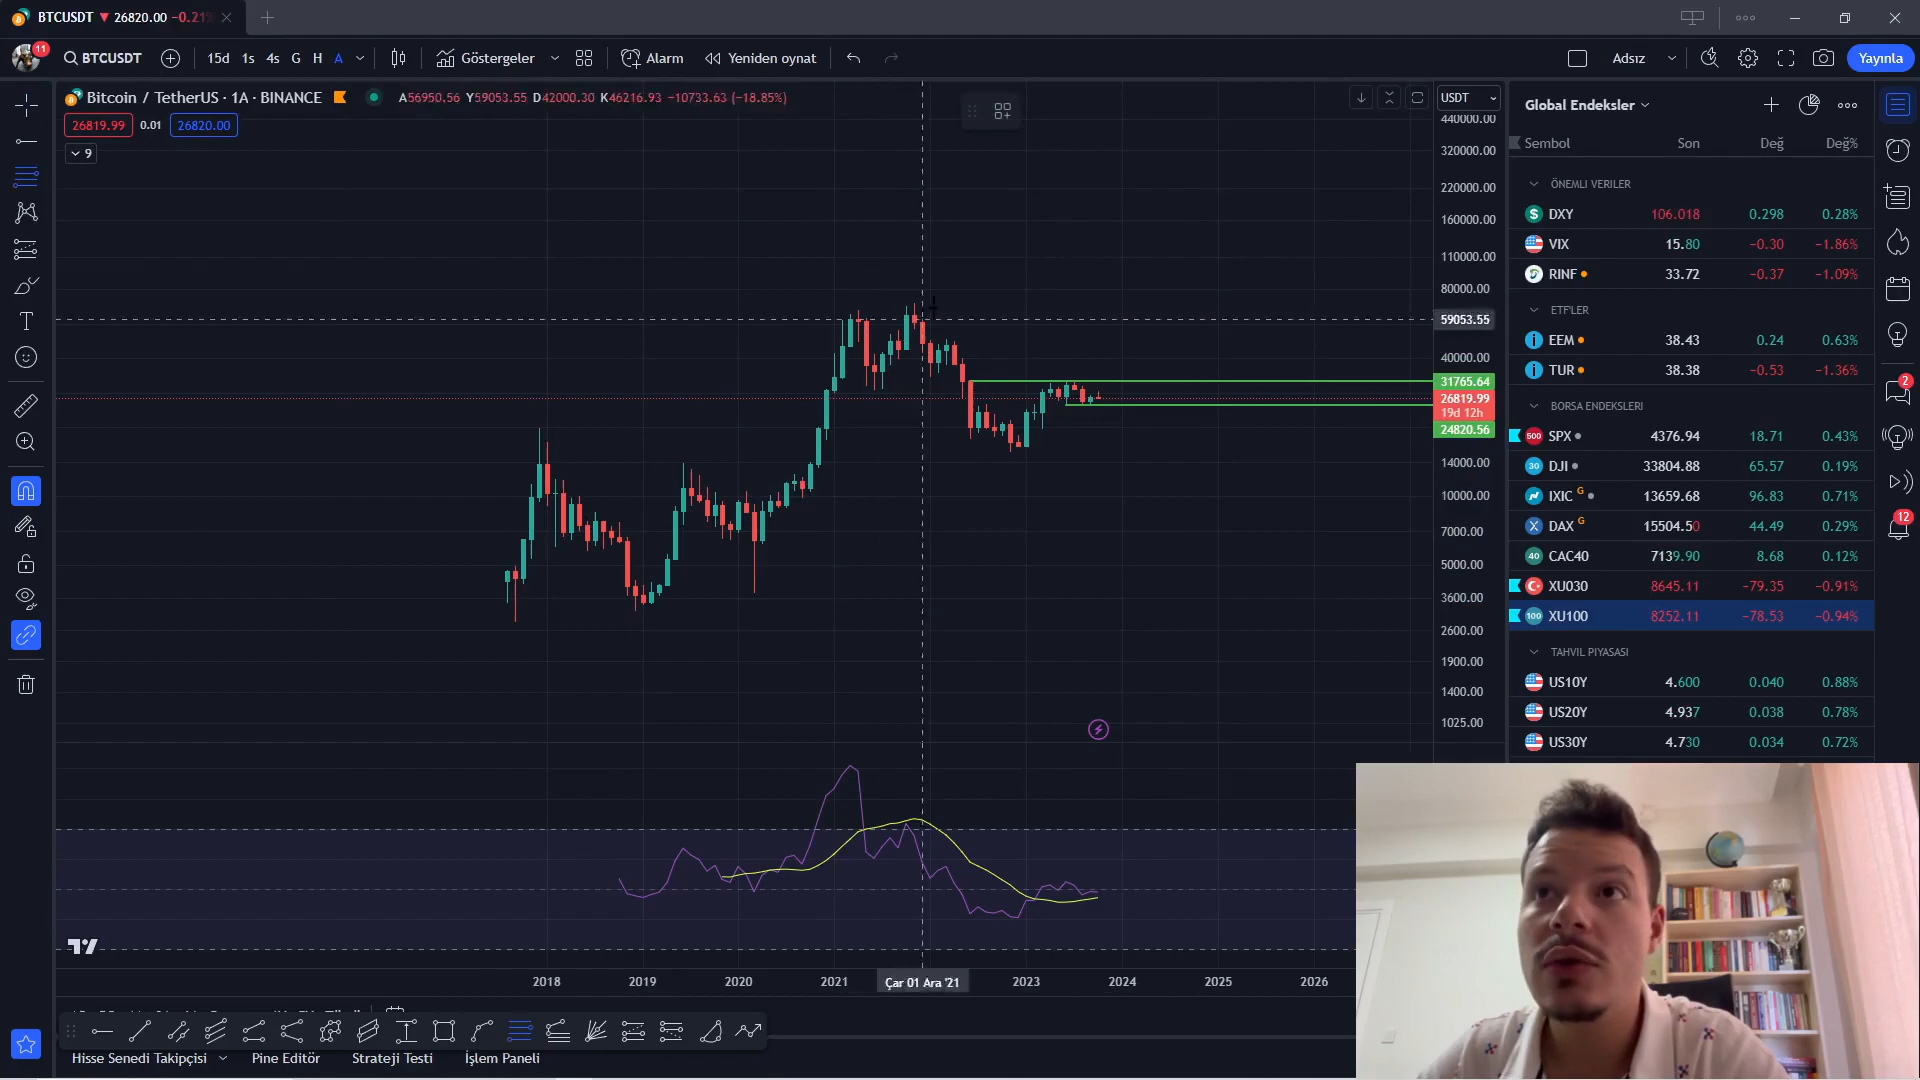 BTCUSDT ▼ 26820.00 −0.21%
11
BTCUSDT
15d 1s 4s G H A
Göstergeler
Alarm
Yeniden oynat
Adsız
Yayınla
Bitcoin / TetherUS · 1A · BINANCE
A56950.56 Y59053.55 D42000.30 K46216.93 −10733.63 (−18.85%)
26819.99 0.01 26820.00
9
USDT
440000.00
320000.00
220000.00
160000.00
110000.00
80000.00
59053.55
40000.00
31765.64
26819.99
19d 12h
24820.56
14000.00
10000.00
7000.00
5000.00
3600.00
2600.00
1900.00
1400.00
1025.00
2018 2019 2020 2021 Çar 01 Ara '21 2023 2024 2025 2026
Global Endeksler
Sembol Son Değ Değ%
ÖNEMLI VERILER
DXY 106.018 0.298 0.28%
VIX 15.80 −0.30 −1.86%
RINF 33.72 −0.37 −1.09%
ETF'LER
EEM 38.43 0.24 0.63%
TUR 38.38 −0.53 −1.36%
BORSA ENDEKSLERI
500 SPX 4376.94 18.71 0.43%
30 DJI 33804.88 65.57 0.19%
IXIC G 13659.68 96.83 0.71%
X DAX G 15504.50 44.49 0.29%
40 CAC40 7139.90 8.68 0.12%
XU030 8645.11 −79.35 −0.91%
100 XU100 8252.11 −78.53 −0.94%
TAHVIL PIYASASI
US10Y 4.600 0.040 0.88%
US20Y 4.937 0.038 0.78%
US30Y 4.730 0.034 0.72%
2
12
Hisse Senedi Takipçisi Pine Editör Strateji Testi İşlem Paneli